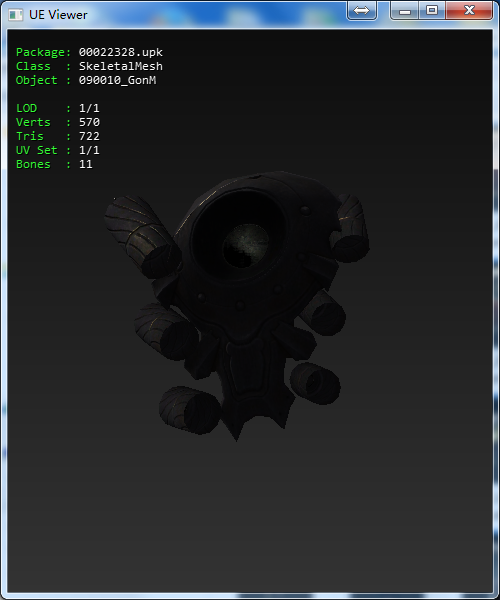 UE Viewer
Package: 00022328.upk
Class : SkeletalMesh
Object : 090010_GonM
LOD : 1/1
Verts : 570
Tris : 722
UV Set : 1/1
Bones : 11